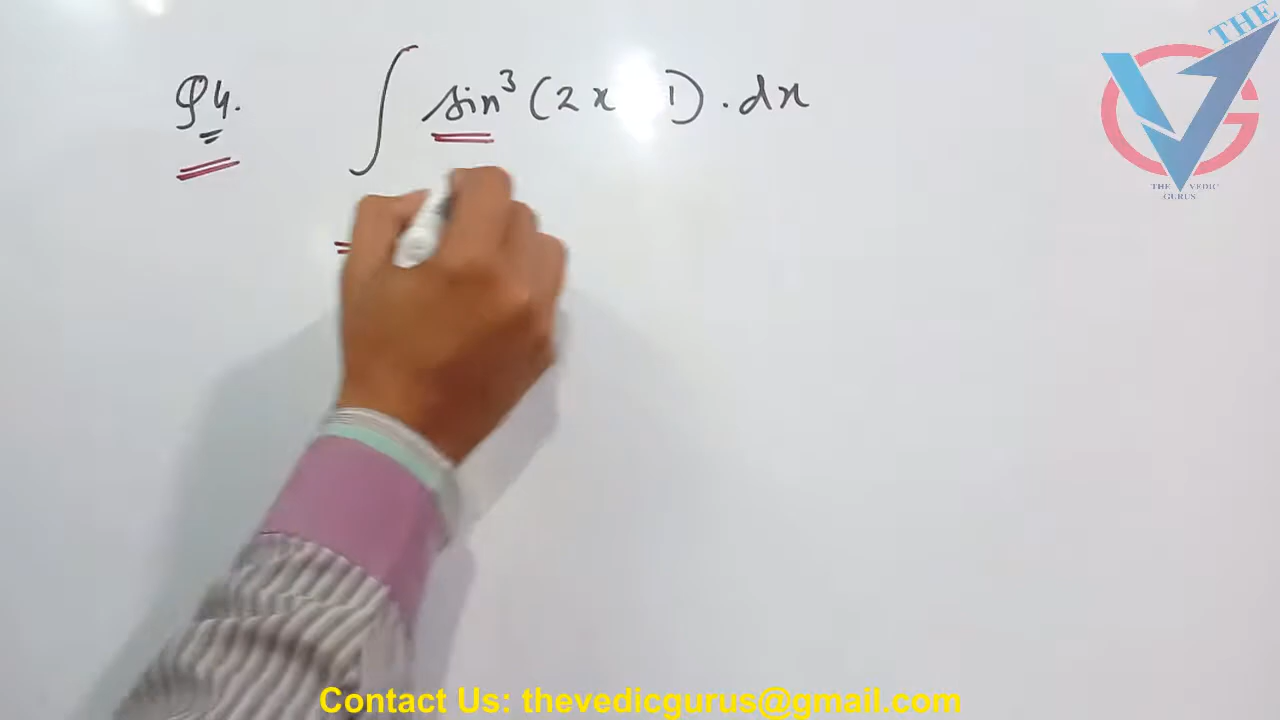 Q4. ∫ sin³ (2x 1) . dx
THE
THE VEDIC
GURUS
Contact Us: thevedicgurus@gmail.com